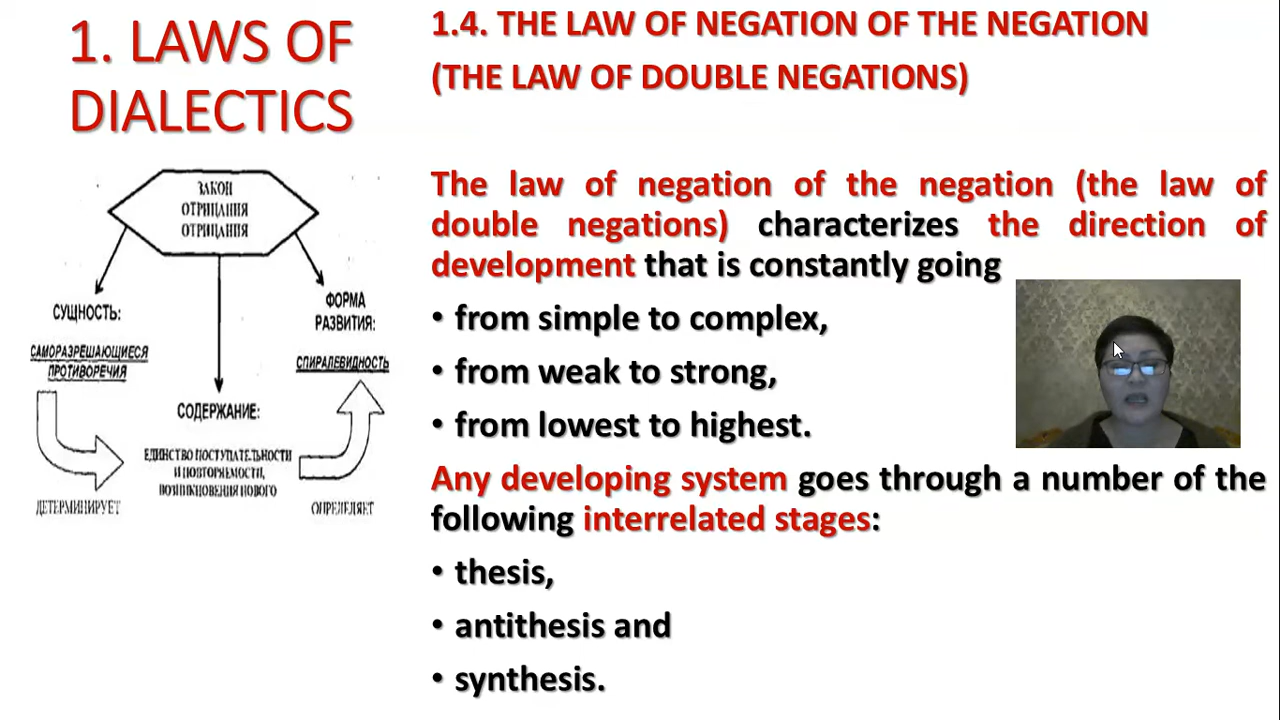 1. LAWS OF
DIALECTICS
1.4. THE LAW OF NEGATION OF THE NEGATION
(THE LAW OF DOUBLE NEGATIONS)
ЗАКОН
ОТРИЦАНИЯ
ОТРИЦАНИЯ
СУЩНОСТЬ:
САМОРАЗРЕШАЮЩИЕСЯ
ПРОТИВОРЕЧИЯ
ДЕТЕРМИНИРУЕТ
СОДЕРЖАНИЕ:
ЕДИНСТВО ПОСТУПАТЕЛЬНОСТИ
И ПОВТОРЯЕМОСТИ,
ВОЗНИКНОВЕНИЯ НОВОГО
ФОРМА
РАЗВИТИЯ:
СПИРАЛЕВИДНОСТЬ
ОПРЕДЕЛЯЕТ
The law of negation of the negation (the law of
double negations) characterizes the direction of
development that is constantly going
• from simple to complex,
• from weak to strong,
• from lowest to highest.
Any developing system goes through a number of the
following interrelated stages:
• thesis,
• antithesis and
• synthesis.